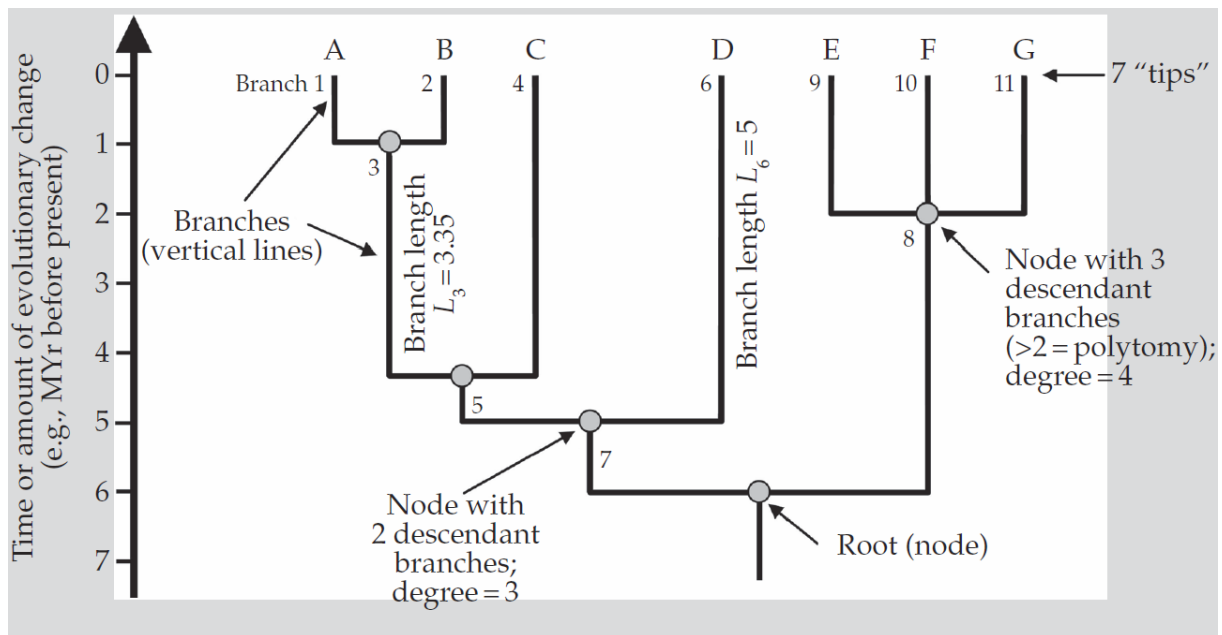 Time or amount of evolutionary change
(e.g., MYr before present)
0
1
2
3
4
5
6
7
A
B
C
D
E
F
G
Branch 1
2
4
6
9
10
11
7 "tips"
3
Branches
(vertical lines)
Branch length
L3 = 3.35
Branch length L6 = 5
8
Node with 3
descendant
branches
(>2 = polytomy);
degree = 4
5
7
Node with
2 descendant
branches;
degree = 3
Root (node)